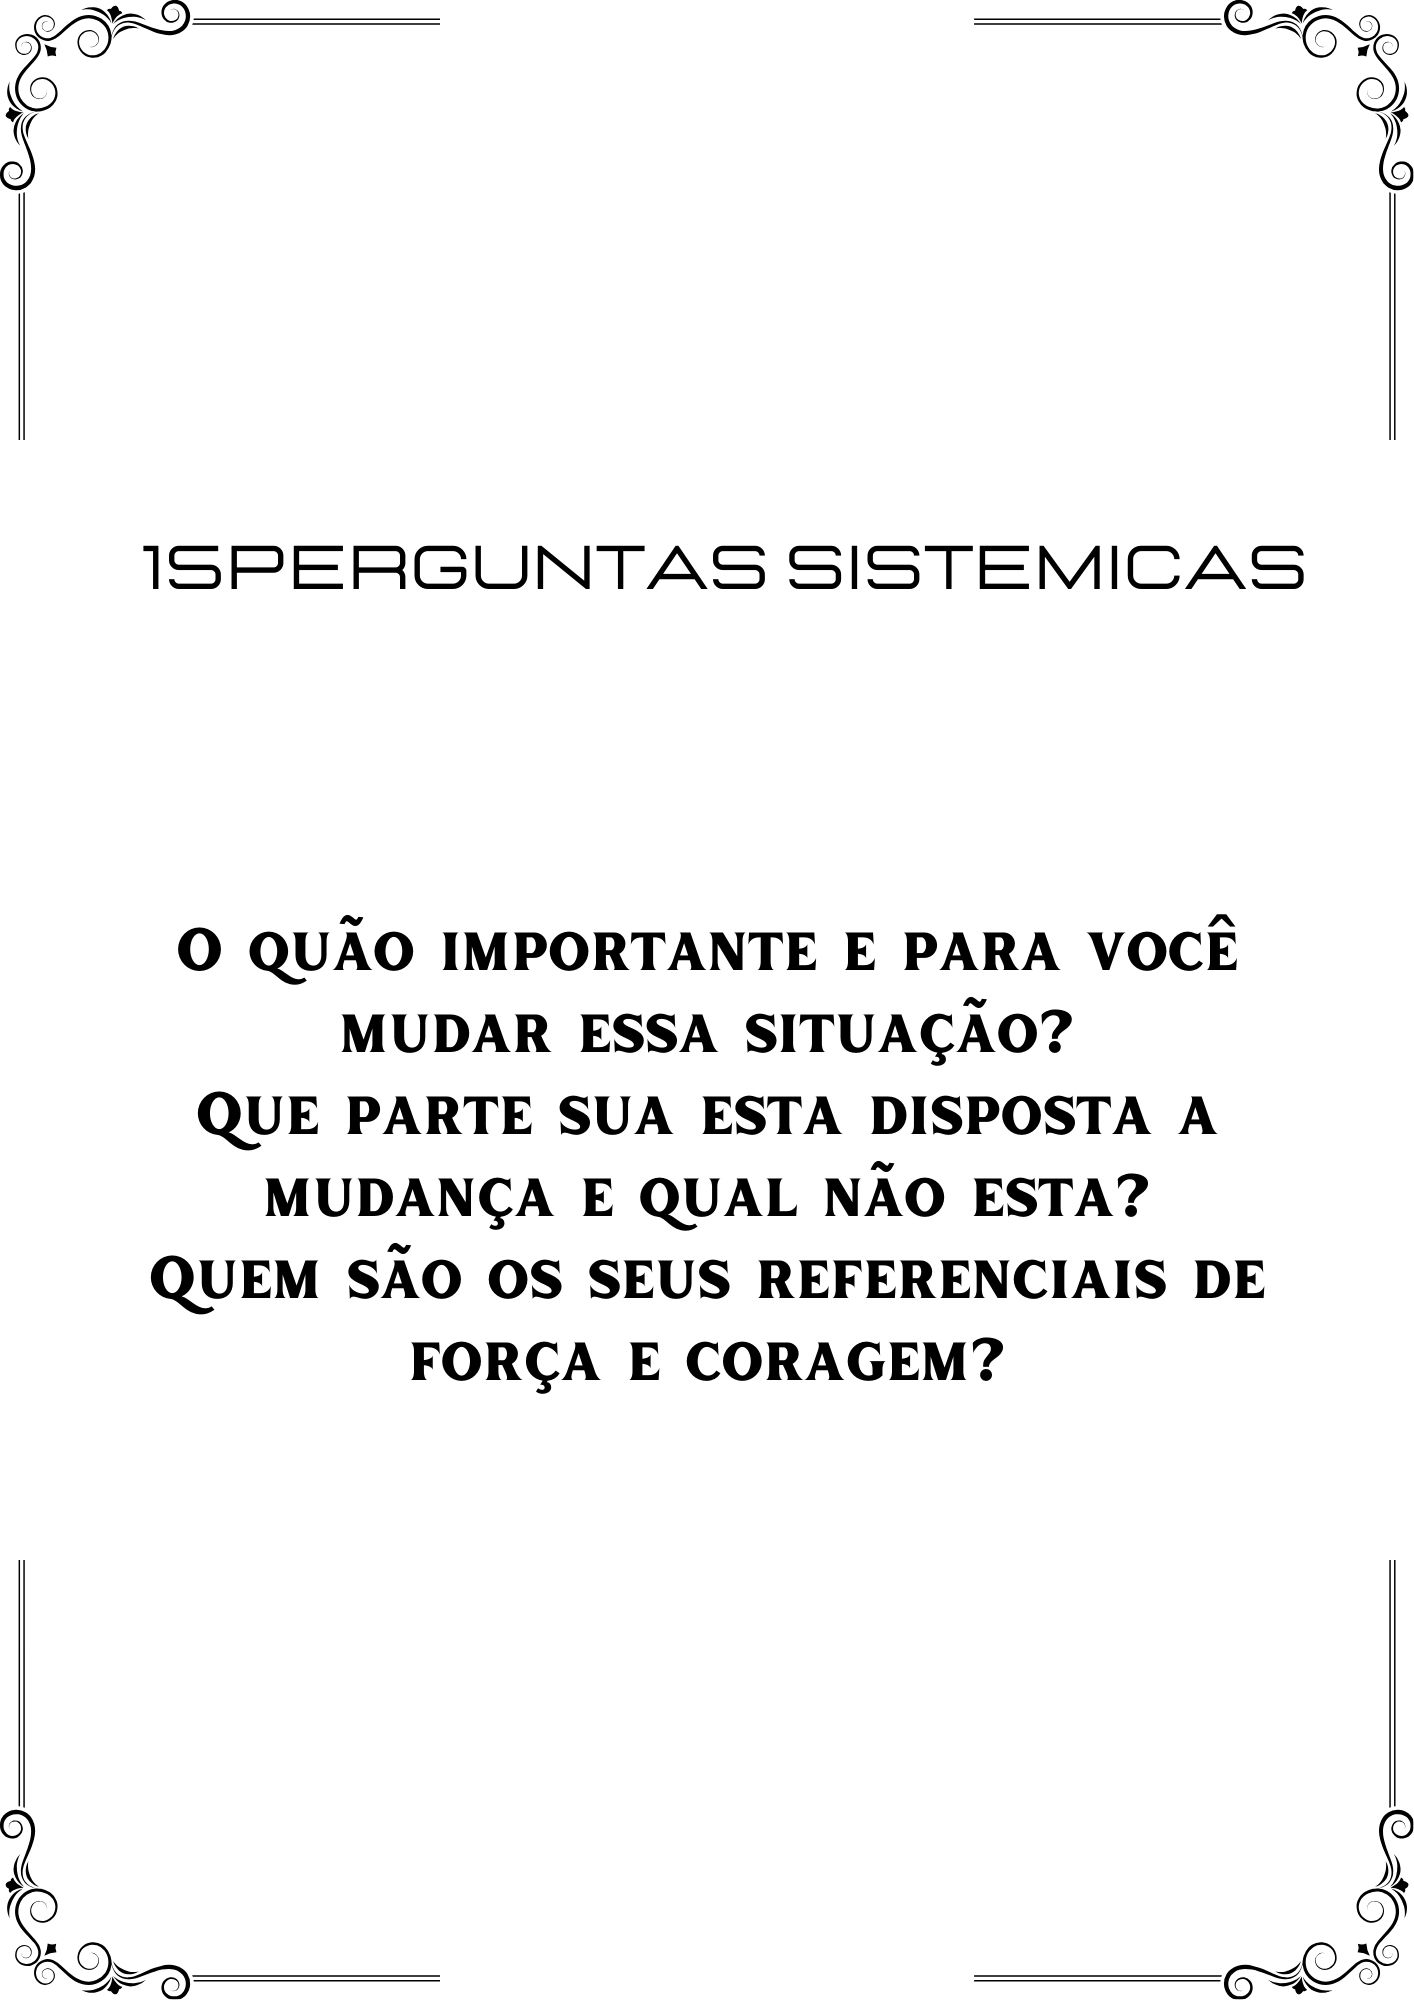 15PERGUNTAS SISTEMICAS
O quão importante e para você
mudar essa situação?
Que parte sua esta disposta a
mudança e qual não esta?
Quem são os seus referenciais de
força e coragem?